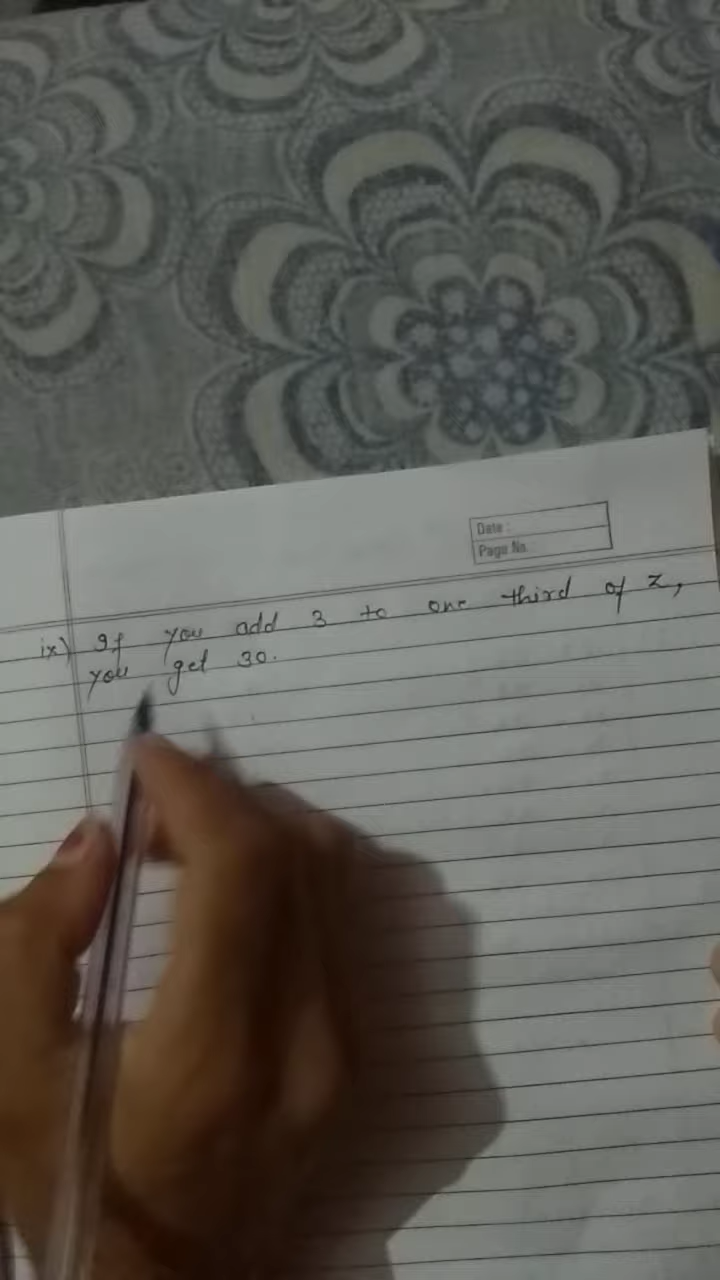 Date :
Page No. :
ix) If you add 3 to one third of z,
you get 30.